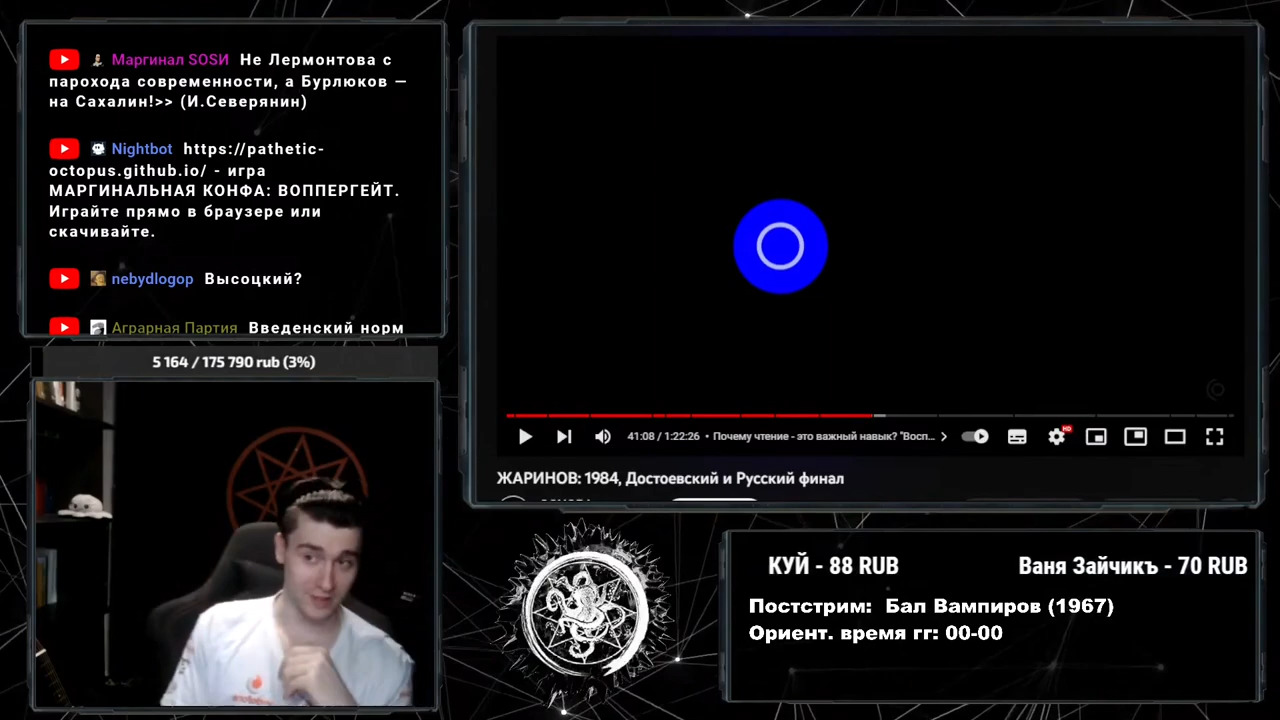 Маргинал SOSИ Не Лермонтова с
парохода современности, а Бурлюков —
на Сахалин!>> (И.Северянин)
Nightbot https://pathetic-
octopus.github.io/ - игра
МАРГИНАЛЬНАЯ КОНФА: ВОППЕРГЕЙТ.
Играйте прямо в браузере или
скачивайте.
nebydlogop Высоцкий?
Аграрная Партия Введенский норм
5 164 / 175 790 rub (3%)
41:08 / 1:22:26 • Почему чтение - это важный навык? "Восп...
HD
ЖАРИНОВ: 1984, Достоевский и Русский финал
КУЙ - 88 RUB
Ваня Зайчикъ - 70 RUB
Постстрим: Бал Вампиров (1967)
Ориент. время гг: 00-00